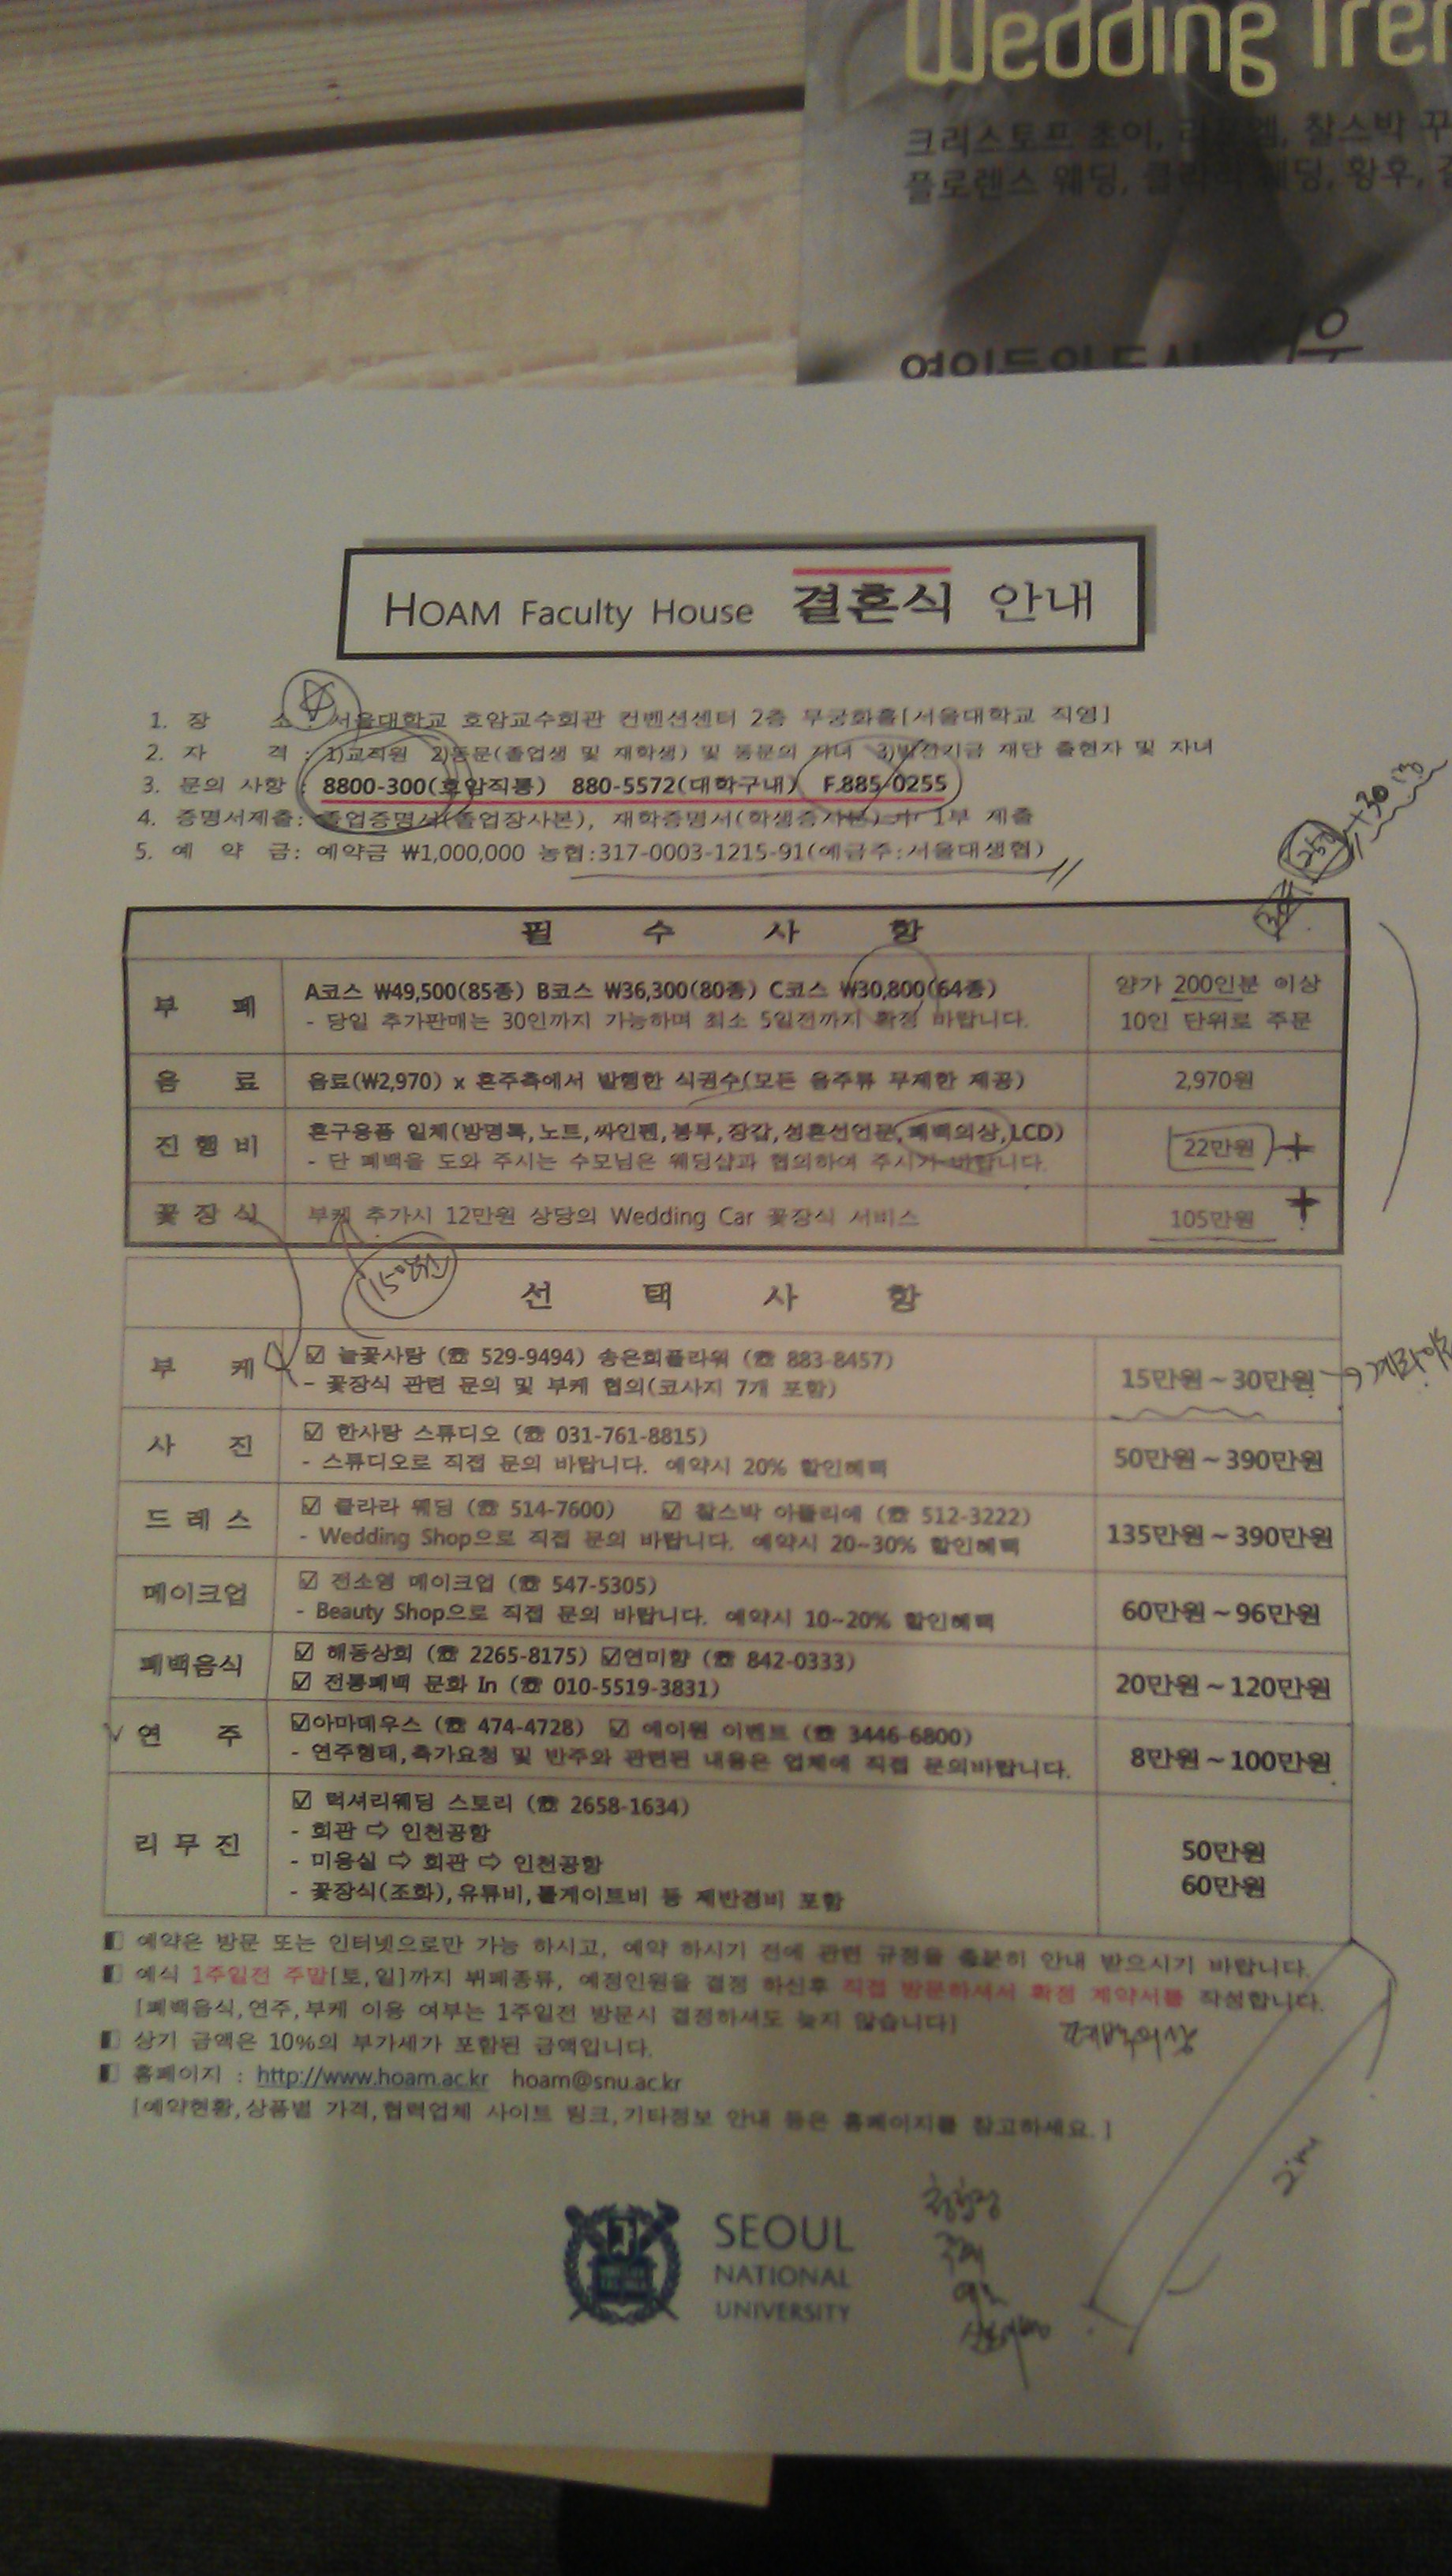 Wedding Tren
크리스토프 초이, 찰스박
플로렌스 웨딩, 클라라 웨딩, 황후,
HOAM Faculty House 결혼식 안내
1. 장 소 : 서울대학교 호암교수회관 컨벤션센터 2층 무궁화홀[서울대학교 직영]
2. 자 격 : 1)교직원 2)동문(졸업생 및 재학생) 및 동문의 자녀 3)발전기금 재단 출현자 및 자녀
3. 문의 사항 : 8800-300(호암직통) 880-5572(대학구내) F.885-0255
4. 증명서제출: 졸업증명서(졸업장사본), 재학증명서(학생증사본) 각 1부 제출
5. 예 약 금: 예약금 ₩1,000,000 농협:317-0003-1215-91(예금주:서울대생협)
필 수 사 항
부 페
A코스 ₩49,500(85종) B코스 ₩36,300(80종) C코스 ₩30,800(64종)
- 당일 추가판매는 30인까지 가능하며 최소 5일전까지 확정 바랍니다.
양가 200인분 이상
10인 단위로 주문
음 료
음료(₩2,970) x 혼주측에서 발행한 식권수(모든 음주류 무제한 제공)
2,970원
진 행 비
혼구용품 일체(방명록,노트,싸인펜,봉투,장갑,성혼선언문,폐백의상,LCD)
- 단 폐백을 도와 주시는 수모님은 웨딩샵과 협의하여 주시기 바랍니다.
22만원
꽃 장 식
부케 추가시 12만원 상당의 Wedding Car 꽃장식 서비스
105만원
선 택 사 항
부 케
☑ 늘꽃사랑 (☎ 529-9494) 송은희플라워 (☎ 883-8457)
- 꽃장식 관련 문의 및 부케 협의(코사지 7개 포함)
15만원~30만원
사 진
☑ 한사랑 스튜디오 (☎ 031-761-8815)
- 스튜디오로 직접 문의 바랍니다. 예약시 20% 할인혜택
50만원~390만원
드 레 스
☑ 클라라 웨딩 (☎ 514-7600) ☑ 찰스박 아뜰리에 (☎ 512-3222)
- Wedding Shop으로 직접 문의 바랍니다. 예약시 20~30% 할인혜택
135만원~390만원
메이크업
☑ 전소영 메이크업 (☎ 547-5305)
- Beauty Shop으로 직접 문의 바랍니다. 예약시 10~20% 할인혜택
60만원~96만원
폐백음식
☑ 해동상회 (☎ 2265-8175) ☑연미향 (☎ 842-0333)
☑ 전통폐백 문화 In (☎ 010-5519-3831)
20만원~120만원
연 주
☑아마데우스 (☎ 474-4728) ☑ 에이원 이벤트 (☎ 3446-6800)
- 연주형태,축가요청 및 반주와 관련된 내용은 업체에 직접 문의바랍니다.
8만원~100만원
리 무 진
☑ 럭셔리웨딩 스토리 (☎ 2658-1634)
- 회관 ⇨ 인천공항
- 미용실 ⇨ 회관 ⇨ 인천공항
- 꽃장식(조화),유류비,톨게이트비 등 제반경비 포함
50만원
60만원
예약은 방문 또는 인터넷으로만 가능 하시고, 예약 하시기 전에 관련 규정을 충분히 안내 받으시기 바랍니다.
예식 1주일전 주말[토,일]까지 뷔페종류, 예정인원을 결정 하신후 직접 방문하셔서 확정 계약서를 작성합니다.
[폐백음식,연주,부케 이용 여부는 1주일전 방문시 결정하셔도 늦지 않습니다]
상기 금액은 10%의 부가세가 포함된 금액입니다.
홈페이지 : http://www.hoam.ac.kr hoam@snu.ac.kr
[예약현황,상품별 가격,협력업체 사이트 링크,기타정보 안내 등은 홈페이지를 참고하세요.]
SEOUL
NATIONAL
UNIVERSITY